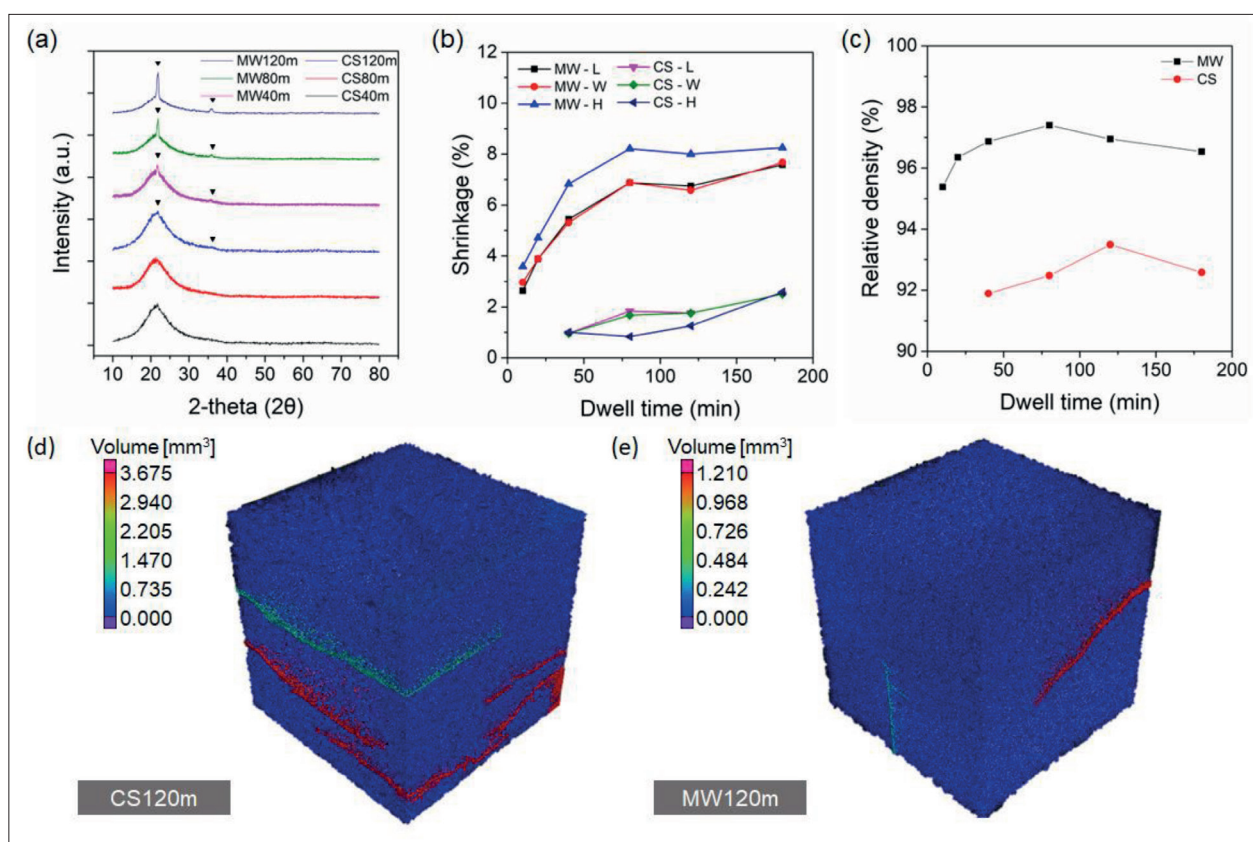 (a)
MW120m CS120m
MW80m CS80m
MW40m CS40m
Intensity (a.u.)
10 20 30 40 50 60 70 80
2-theta (2θ)
(b)
MW - L CS - L
MW - W CS - W
MW - H CS - H
Shrinkage (%)
12
10
8
6
4
2
0
0 50 100 150 200
Dwell time (min)
(c)
MW
CS
Relative density (%)
100
98
96
94
92
90
0 50 100 150 200
Dwell time (min)
(d)
Volume [mm³]
3.675
2.940
2.205
1.470
0.735
0.000
CS120m
(e)
Volume [mm³]
1.210
0.968
0.726
0.484
0.242
0.000
MW120m